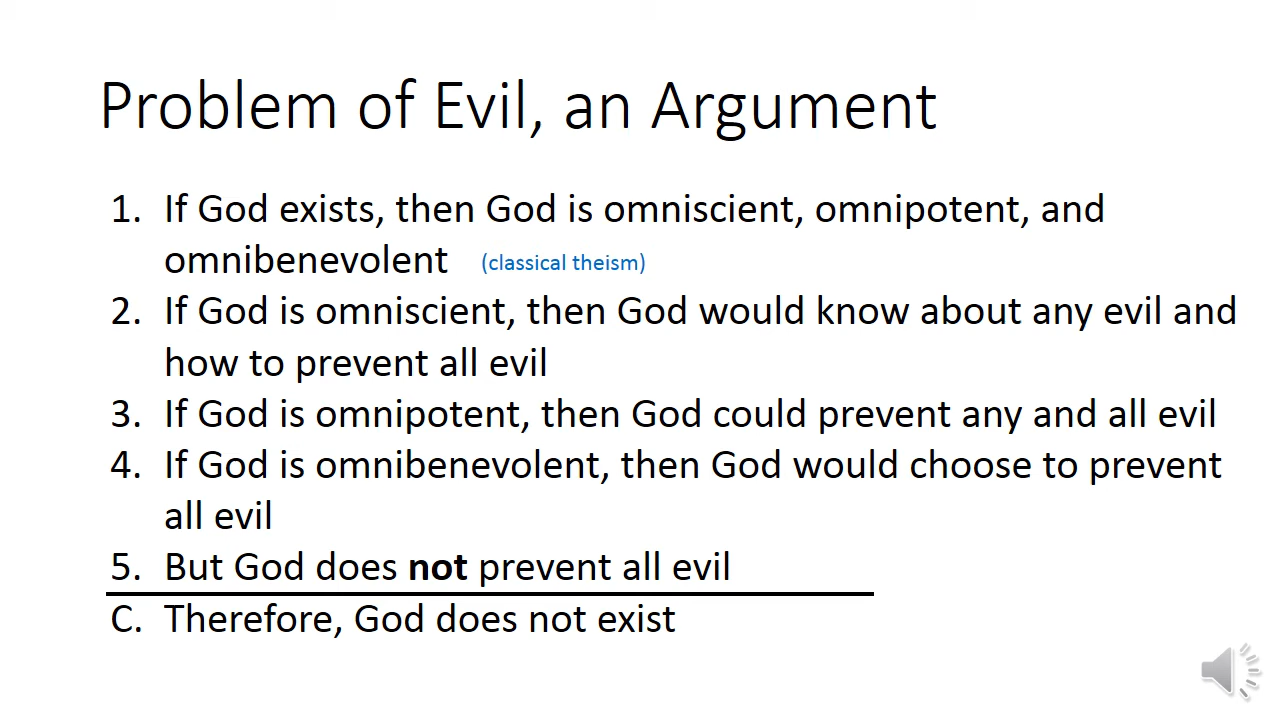 Problem of Evil, an Argument
1. If God exists, then God is omniscient, omnipotent, and
omnibenevolent (classical theism)
2. If God is omniscient, then God would know about any evil and
how to prevent all evil
3. If God is omnipotent, then God could prevent any and all evil
4. If God is omnibenevolent, then God would choose to prevent
all evil
5. But God does not prevent all evil
C. Therefore, God does not exist